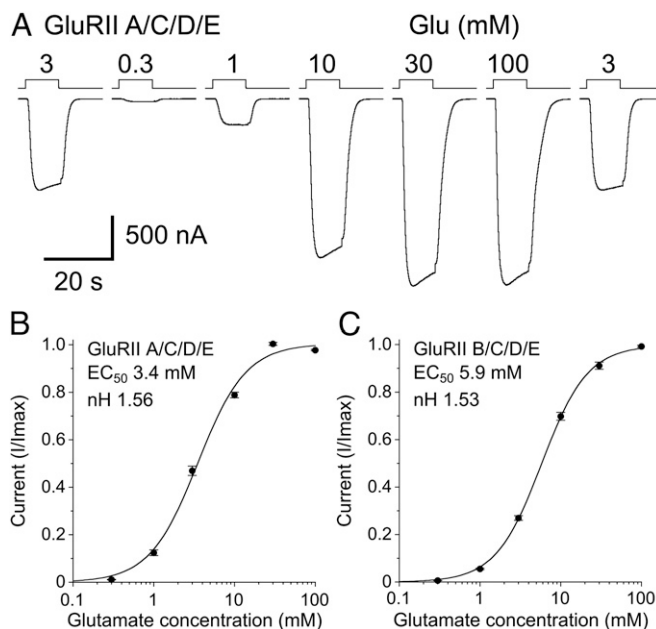 A GluRII A/C/D/E Glu (mM)
3 0.3 1 10 30 100 3
500 nA
20 s
B
GluRII A/C/D/E
EC₅₀ 3.4 mM
nH 1.56
Current (I/Imax)
1.0
0.8
0.6
0.4
0.2
0
0.1 1 10 100
Glutamate concentration (mM)
C
GluRII B/C/D/E
EC₅₀ 5.9 mM
nH 1.53
Current (I/Imax)
1.0
0.8
0.6
0.4
0.2
0
0.1 1 10 100
Glutamate concentration (mM)